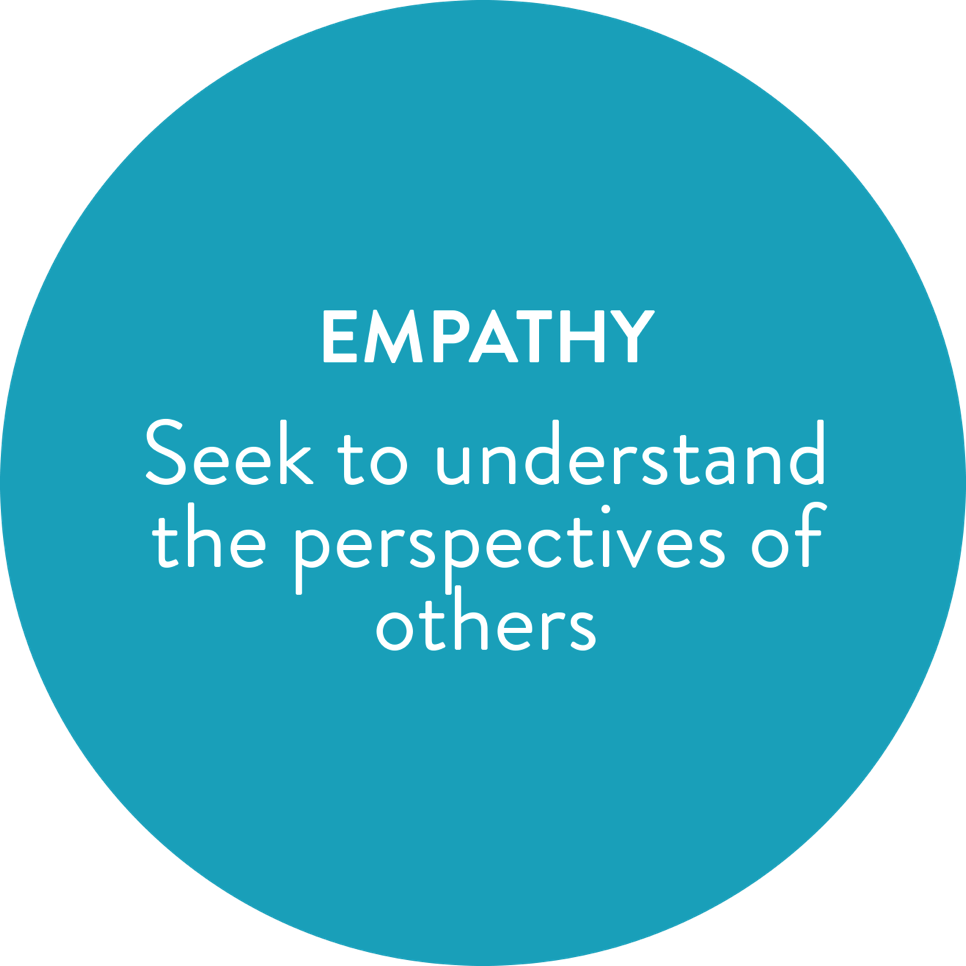 EMPATHY
Seek to understand
the perspectives of
others